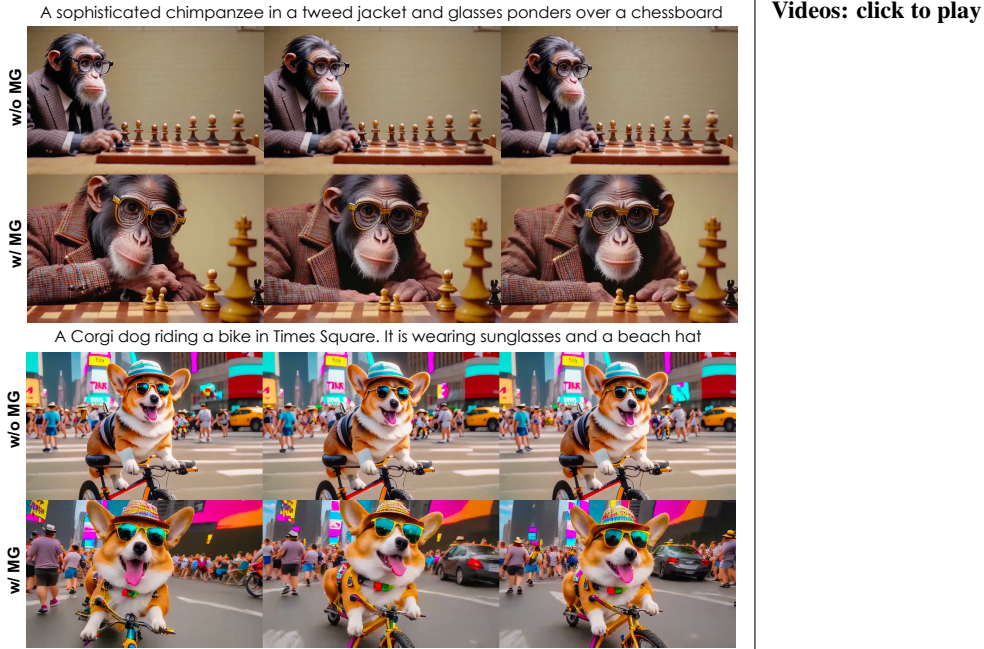 A sophisticated chimpanzee in a tweed jacket and glasses ponders over a chessboard
Videos: click to play
w/o MG
w/ MG
A Corgi dog riding a bike in Times Square. It is wearing sunglasses and a beach hat
w/o MG
w/ MG